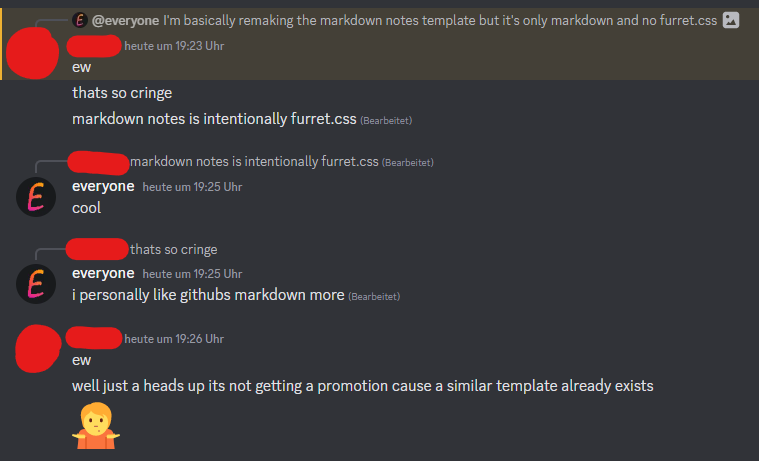 @everyone I'm basically remaking the markdown notes template but it's only markdown and no furret.css
heute um 19:23 Uhr
ew
thats so cringe
markdown notes is intentionally furret.css (Bearbeitet)
markdown notes is intentionally furret.css (Bearbeitet)
everyone heute um 19:25 Uhr
cool
thats so cringe
everyone heute um 19:25 Uhr
i personally like githubs markdown more (Bearbeitet)
heute um 19:26 Uhr
ew
well just a heads up its not getting a promotion cause a similar template already exists